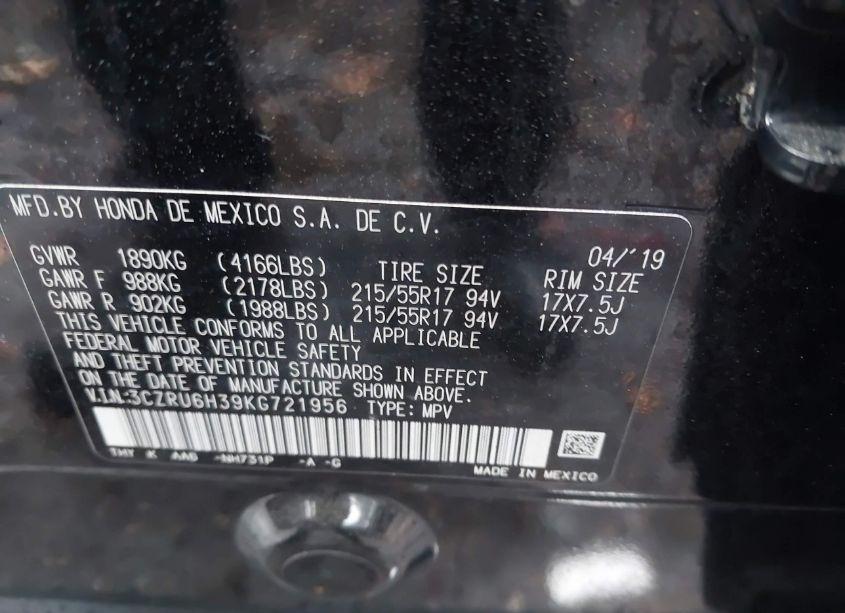 MFD.BY HONDA DE MEXICO S.A. DE C.V.
04/'19
GVWR 1890KG (4166LBS) TIRE SIZE RIM SIZE
GAWR F 988KG (2178LBS) 215/55R17 94V 17X7.5J
GAWR R 902KG (1988LBS) 215/55R17 94V 17X7.5J
THIS VEHICLE CONFORMS TO ALL APPLICABLE
FEDERAL MOTOR VEHICLE SAFETY
AND THEFT PREVENTION STANDARDS IN EFFECT
ON THE DATE OF MANUFACTURE SHOWN ABOVE.
V.I.N:3CZRU6H39KG721956 TYPE: MPV
THY K AAD -NH731P -A -G
MADE IN MEXICO